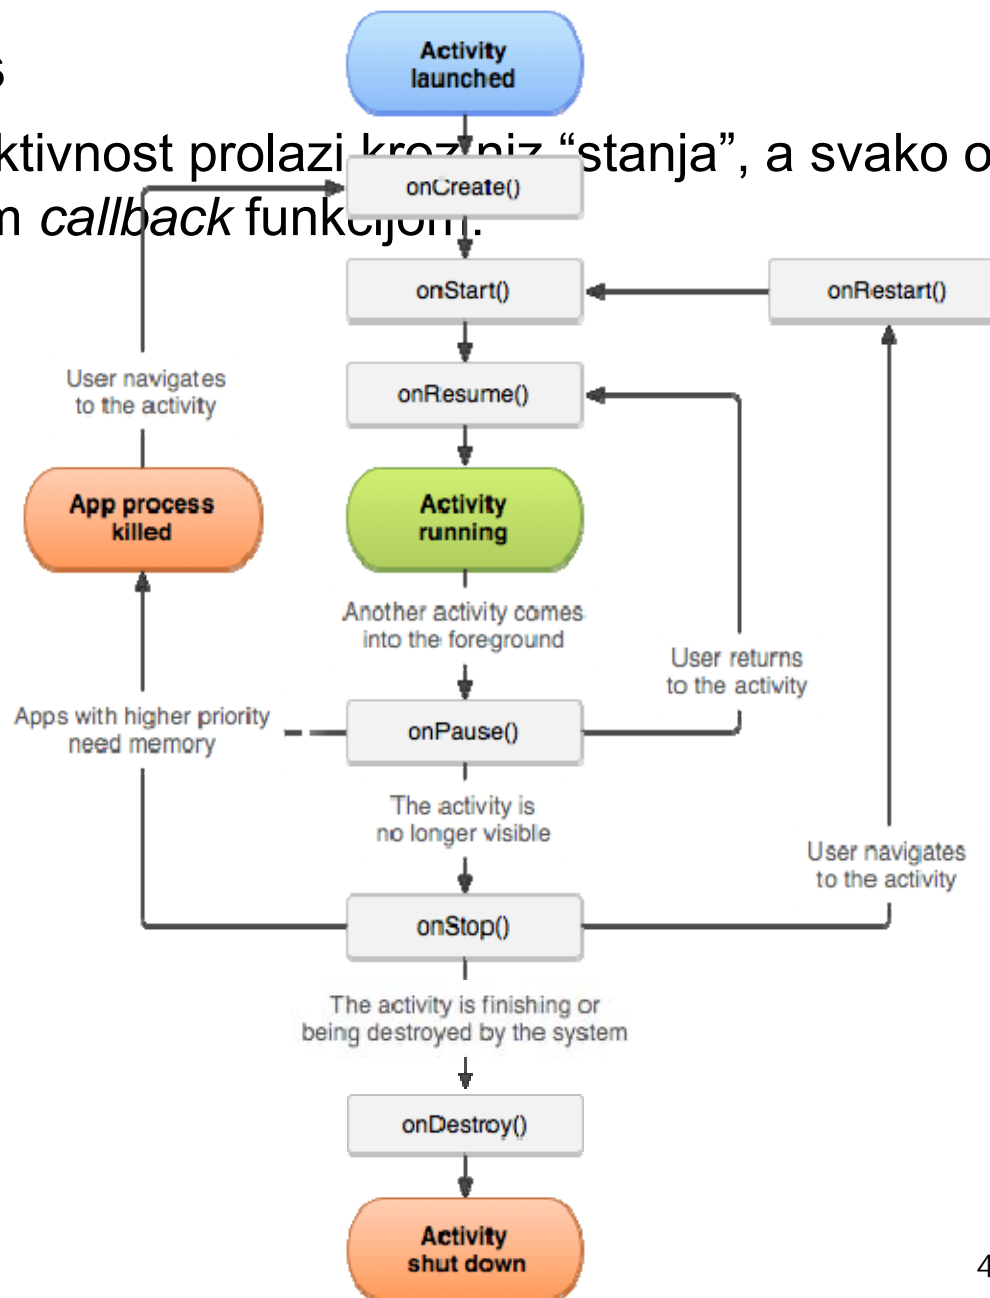 s
Activity
launched
ktivnost prolazi kroz niz “stanja”, a svako o
onCreate()
m callback funkcijom.
onStart()
onRestart()
onResume()
User navigates
to the activity
App process
killed
Activity
running
Another activity comes
into the foreground
User returns
to the activity
Apps with higher priority
need memory
onPause()
The activity is
no longer visible
User navigates
to the activity
onStop()
The activity is finishing or
being destroyed by the system
onDestroy()
Activity
shut down
4